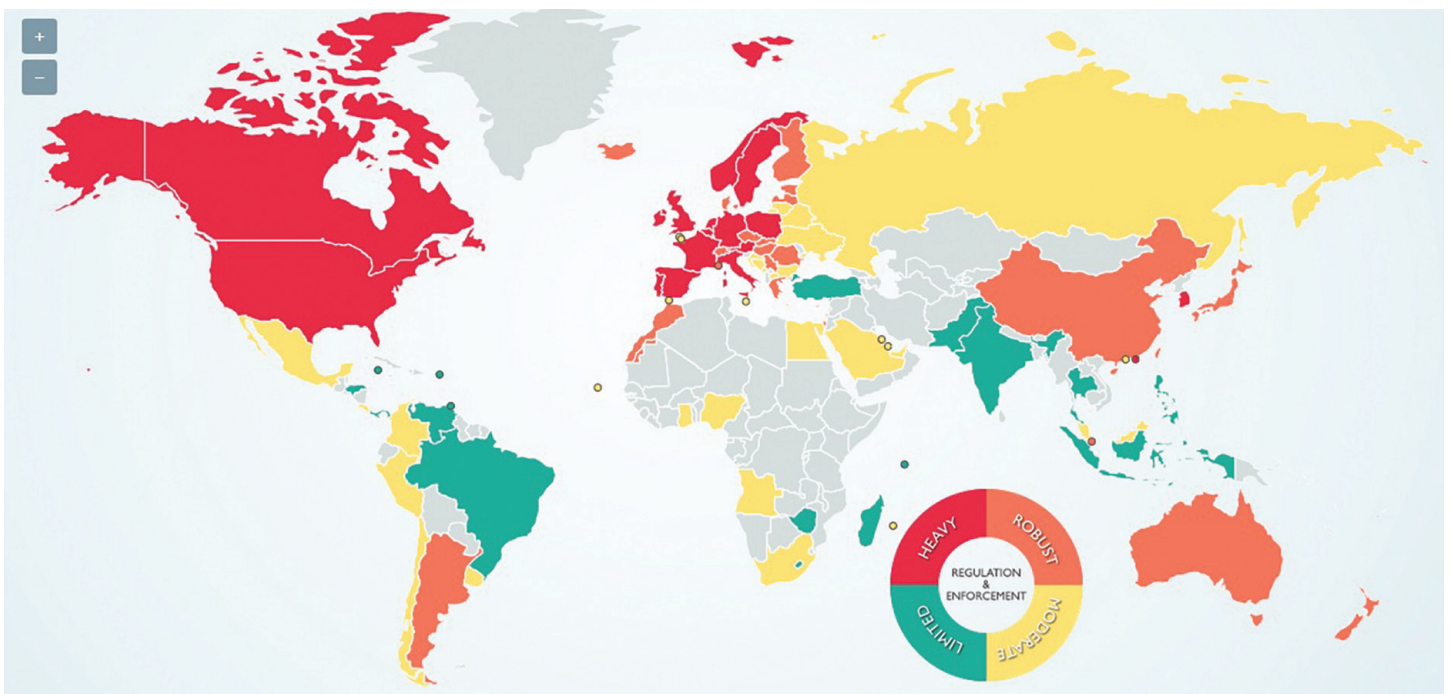 +
−
HEAVY
ROBUST
REGULATION
&
ENFORCEMENT
LIMITED
MODERATE